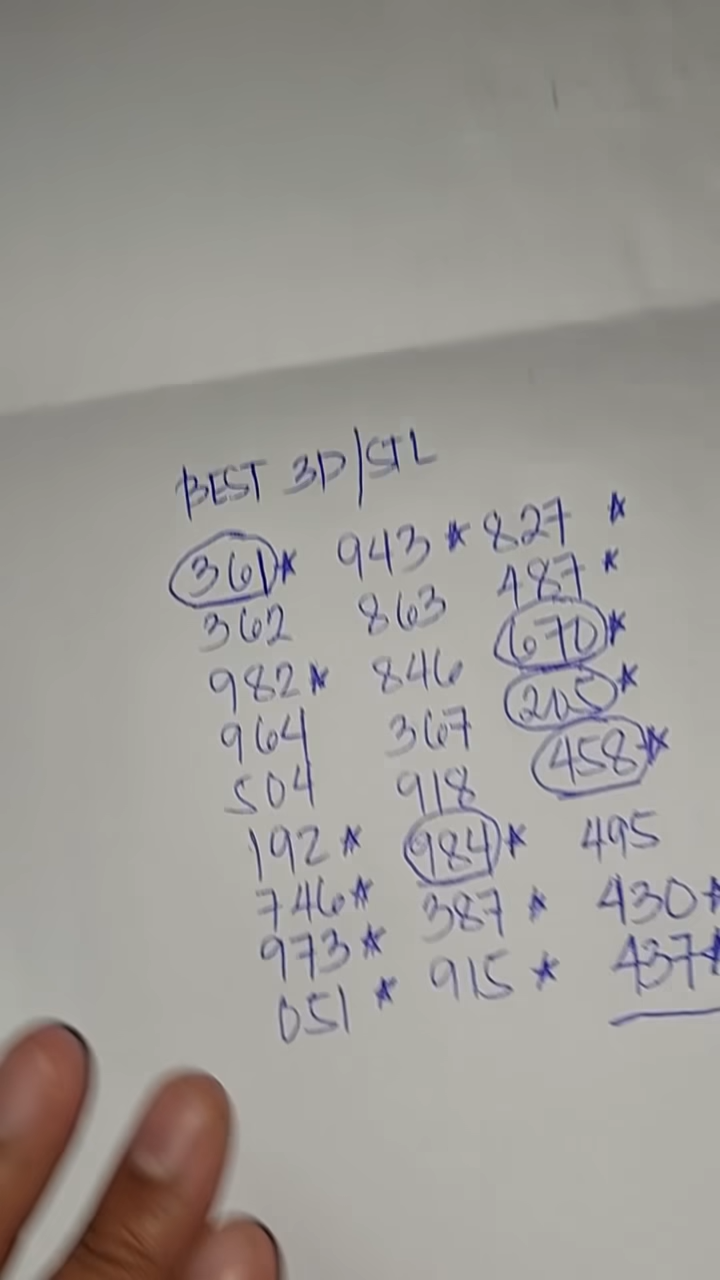 BEST 3D/STL
361* 943* 827 *
362 863 487 *
982* 846 670*
964 367 205*
504 918 458*
192* 984* 495
746* 387* 430*
973* 915* 437*
051*